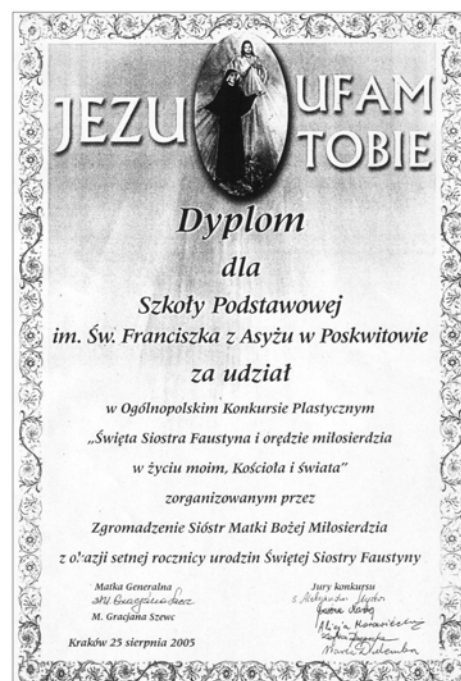 JEZU UFAM
TOBIE
Dyplom
dla
Szkoły Podstawowej
im. Św. Franciszka z Asyżu w Poskwitowie
za udział
w Ogólnopolskim Konkursie Plastycznym
„Święta Siostra Faustyna i orędzie miłosierdzia
w życiu moim, Kościoła i świata”
zorganizowanym przez
Zgromadzenie Sióstr Matki Bożej Miłosierdzia
z okazji setnej rocznicy urodzin Świętej Siostry Faustyny
Matka Generalna
M. Gracjana Szewc
Kraków 25 sierpnia 2005
Jury konkursu